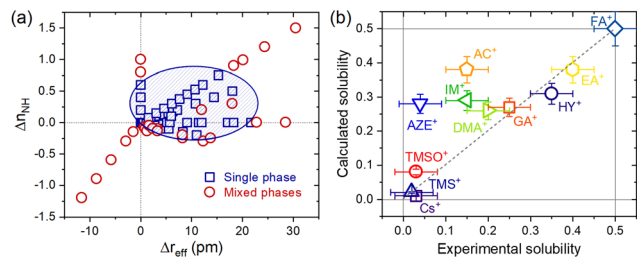 (a)
1.5
1.0
0.5
0.0
-0.5
-1.0
-1.5
Δn_NH
-10 0 10 20 30
Δr_eff (pm)
Single phase
Mixed phases
(b)
0.5
0.4
0.3
0.2
0.1
0.0
Calculated solubility
0.0 0.1 0.2 0.3 0.4 0.5
Experimental solubility
FA⁺
AC⁺
EA⁺
IM⁺
HY⁺
AZE⁺
DMA⁺
GA⁺
TMSO⁺
TMS⁺
Cs⁺